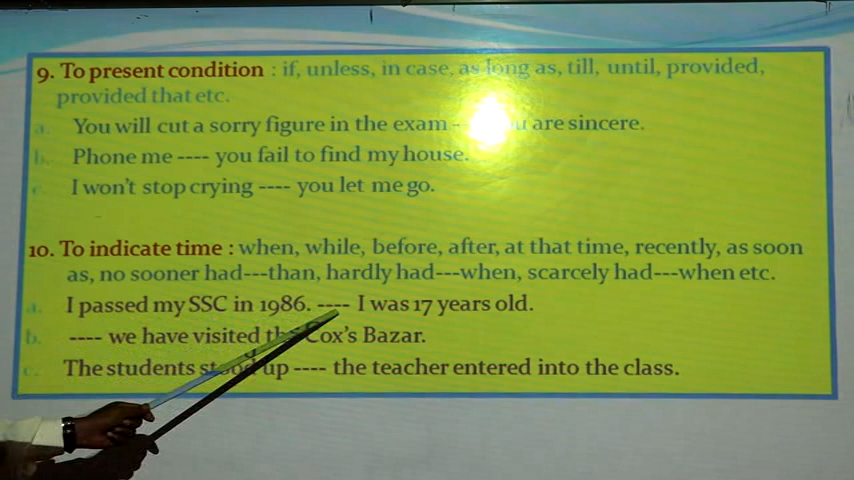 9. To present condition : if, unless, in case, as long as, till, until, provided,
provided that etc.
a. You will cut a sorry figure in the exam - are sincere.
b. Phone me ---- you fail to find my house.
c. I won't stop crying ---- you let me go.
10. To indicate time : when, while, before, after, at that time, recently, as soon
as, no sooner had---than, hardly had---when, scarcely had---when etc.
a. I passed my SSC in 1986. ---- I was 17 years old.
b. ---- we have visited the Cox's Bazar.
c. The students stood up ---- the teacher entered into the class.